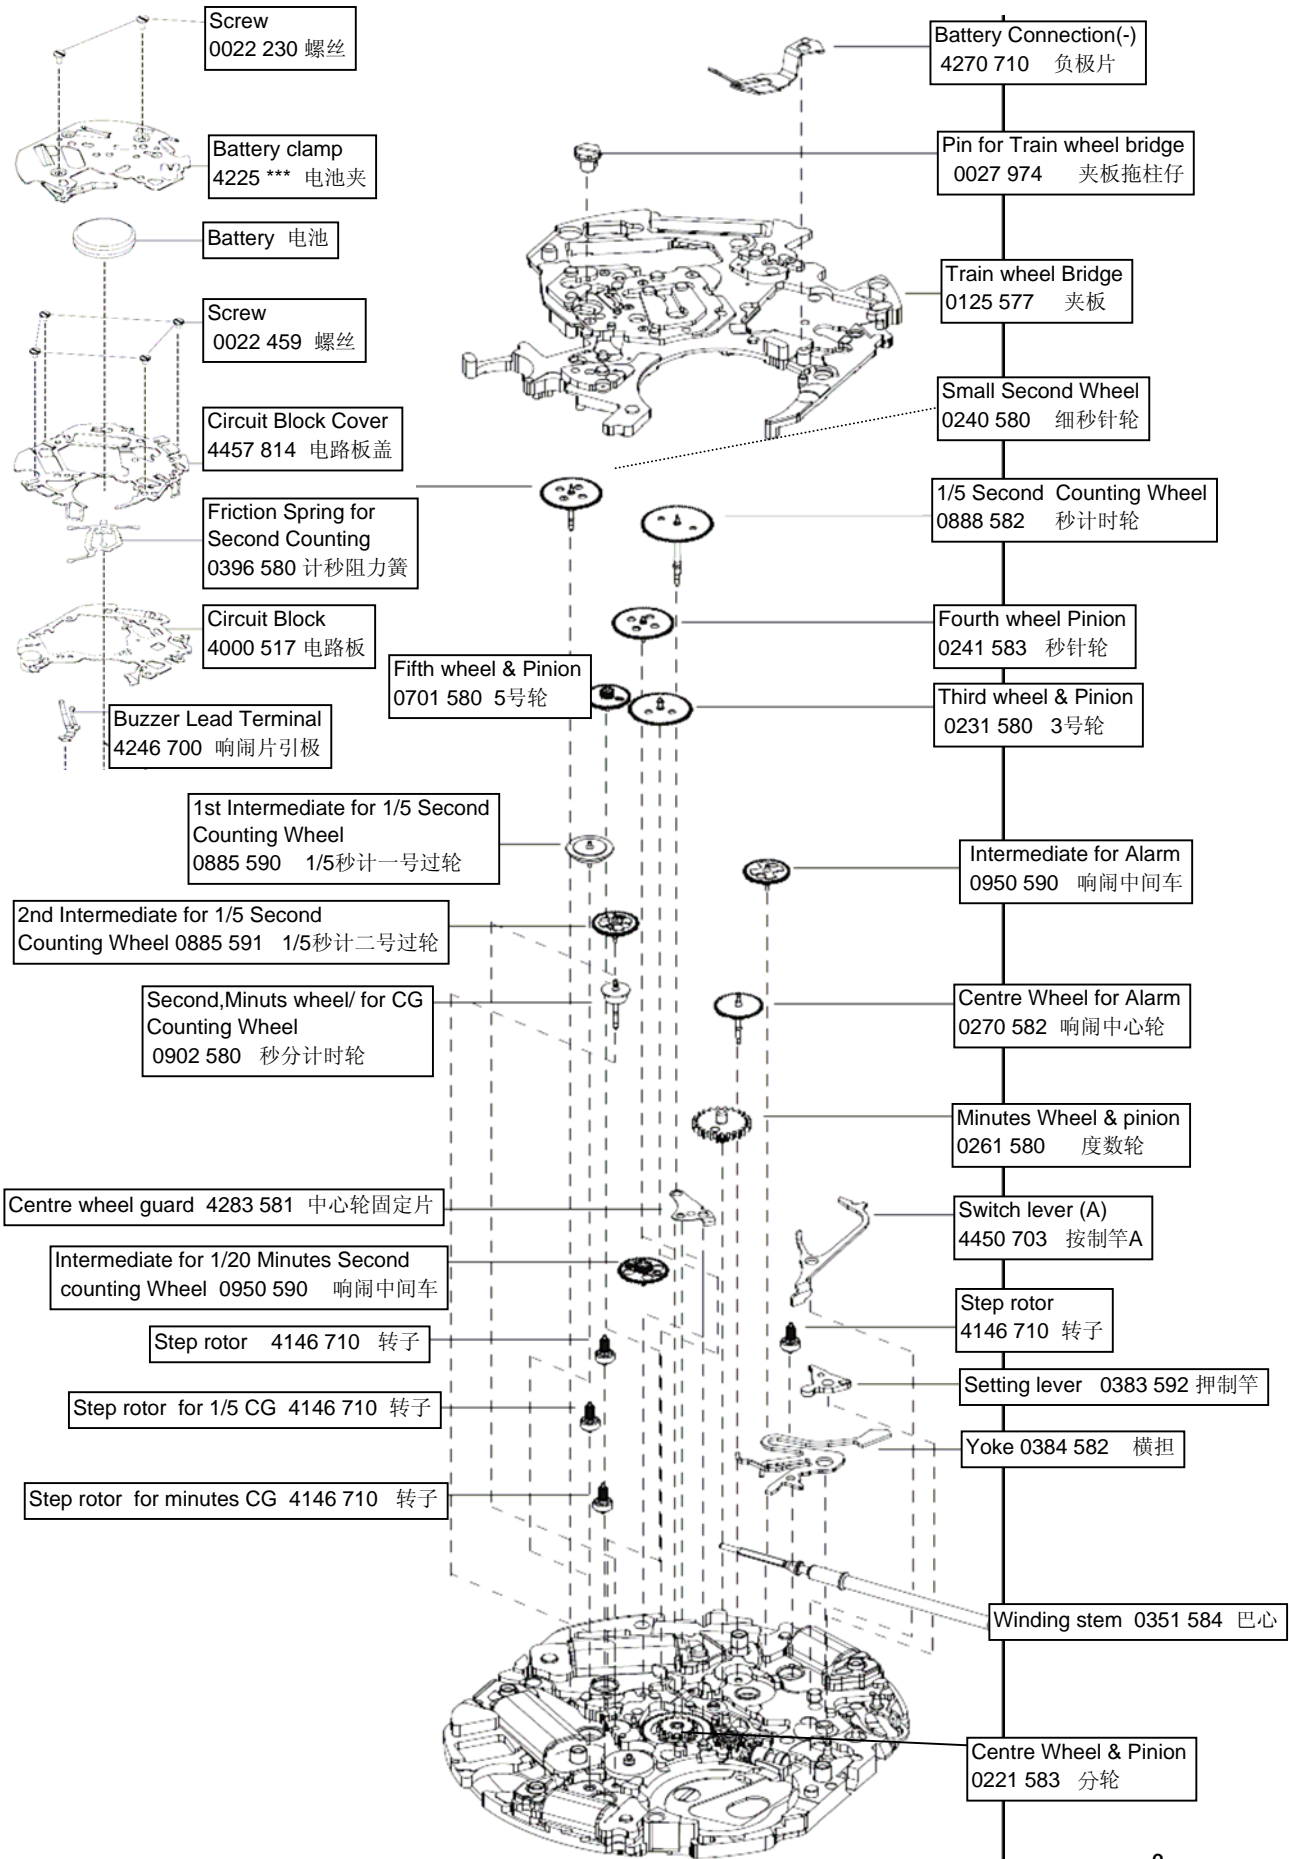 Screw
0022 230 螺丝
Battery clamp
4225 *** 电池夹
Battery 电池
Screw
0022 459 螺丝
Circuit Block Cover
4457 814 电路板盖
Friction Spring for
Second Counting
0396 580 计秒阻力簧
Circuit Block
4000 517 电路板
Buzzer Lead Terminal
4246 700 响闹片引极
Battery Connection(-)
4270 710 负极片
Pin for Train wheel bridge
0027 974 夹板拖柱仔
Train wheel Bridge
0125 577 夹板
Small Second Wheel
0240 580 细秒针轮
1/5 Second Counting Wheel
0888 582 秒计时轮
Fourth wheel Pinion
0241 583 秒针轮
Fifth wheel & Pinion
0701 580 5号轮
Third wheel & Pinion
0231 580 3号轮
1st Intermediate for 1/5 Second
Counting Wheel
0885 590 1/5秒计一号过轮
Intermediate for Alarm
0950 590 响闹中间车
2nd Intermediate for 1/5 Second
Counting Wheel 0885 591 1/5秒计二号过轮
Second,Minuts wheel/ for CG
Counting Wheel
0902 580 秒分计时轮
Centre Wheel for Alarm
0270 582 响闹中心轮
Minutes Wheel & pinion
0261 580 度数轮
Centre wheel guard 4283 581 中心轮固定片
Switch lever (A)
4450 703 按制竿A
Intermediate for 1/20 Minutes Second
counting Wheel 0950 590 响闹中间车
Step rotor
4146 710 转子
Step rotor 4146 710 转子
Setting lever 0383 592 押制竿
Step rotor for 1/5 CG 4146 710 转子
Yoke 0384 582 横担
Step rotor for minutes CG 4146 710 转子
Winding stem 0351 584 巴心
Centre Wheel & Pinion
0221 583 分轮